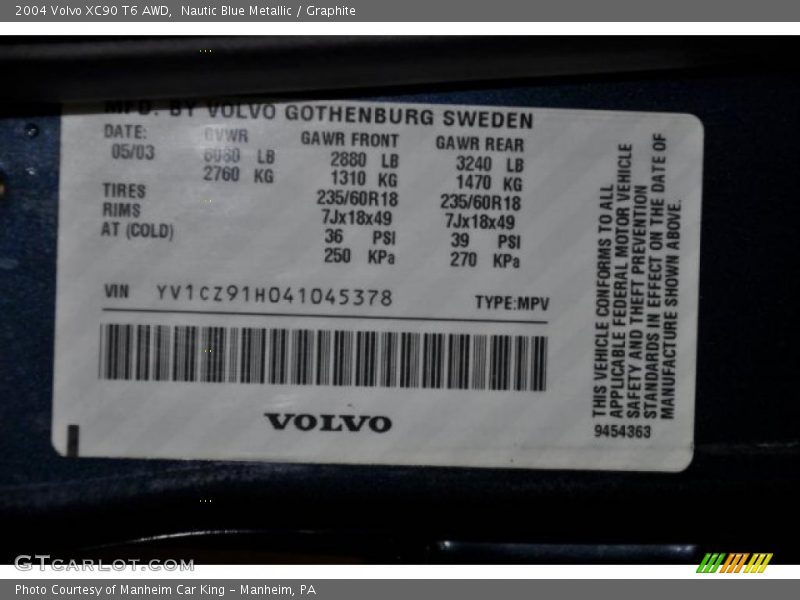 2004 Volvo XC90 T6 AWD, Nautic Blue Metallic / Graphite
MFD. BY VOLVO GOTHENBURG SWEDEN
DATE: GVWR GAWR FRONT GAWR REAR
05/03 6080 LB 2880 LB 3240 LB
2760 KG 1310 KG 1470 KG
TIRES 235/60R18 235/60R18
RIMS 7Jx18x49 7Jx18x49
AT (COLD) 36 PSI 39 PSI
250 KPa 270 KPa
VIN YV1CZ91H041045378 TYPE:MPV
VOLVO
THIS VEHICLE CONFORMS TO ALL
APPLICABLE FEDERAL MOTOR VEHICLE
SAFETY AND THEFT PREVENTION
STANDARDS IN EFFECT ON THE DATE OF
MANUFACTURE SHOWN ABOVE.
9454363
GTCARLOT.COM
Photo Courtesy of Manheim Car King - Manheim, PA